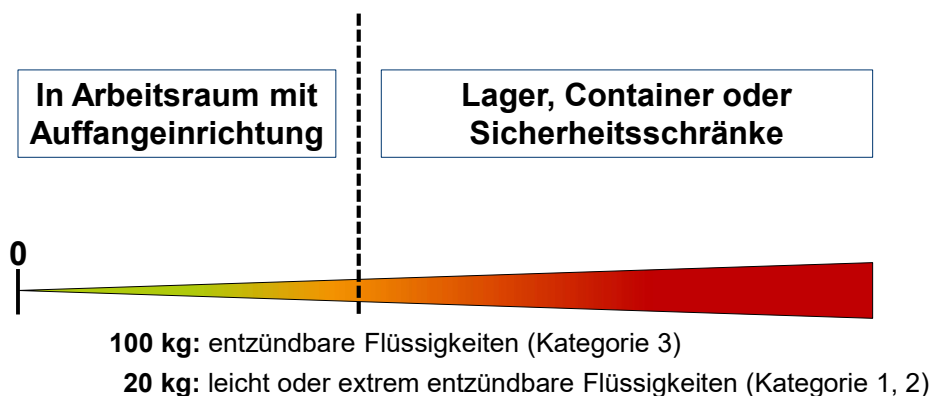 In Arbeitsraum mit
Auffangeinrichtung
Lager, Container oder
Sicherheitsschränke
0
100 kg: entzündbare Flüssigkeiten (Kategorie 3)
20 kg: leicht oder extrem entzündbare Flüssigkeiten (Kategorie 1, 2)